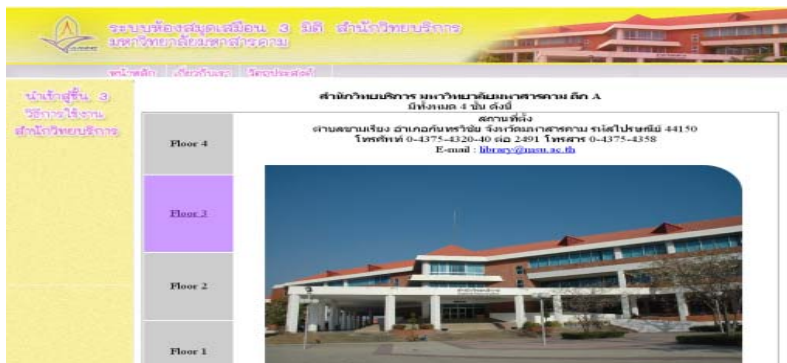 ระบบห้องสมุดเสมือน 3 มิติ สำนักวิทยบริการ
มหาวิทยาลัยมหาสารคาม
หน้าหลัก เกี่ยวกับเรา วัตถุประสงค์
นำเข้าสู่ชั้น 3
วิธีการใช้งาน
สำนักวิทยบริการ
สำนักวิทยบริการ มหาวิทยาลัยมหาสารคาม ตึก A
มีทั้งหมด 4 ชั้น ดังนี้
สถานที่ตั้ง
ตำบลขามเรียง อำเภอกันทรวิชัย จังหวัดมหาสารคาม รหัสไปรษณีย์ 44150
โทรศัพท์ 0-4375-4320-40 ต่อ 2491 โทรสาร 0-4375-4358
E-mail : library@msu.ac.th
Floor 4
Floor 3
Floor 2
Floor 1